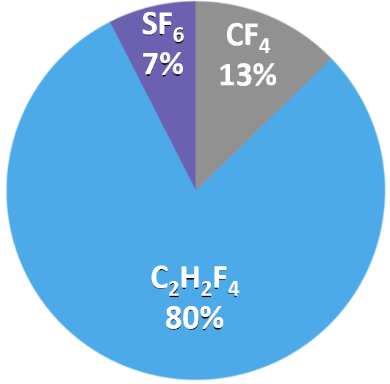 SF₆
7%
CF₄
13%
C₂H₂F₄
80%